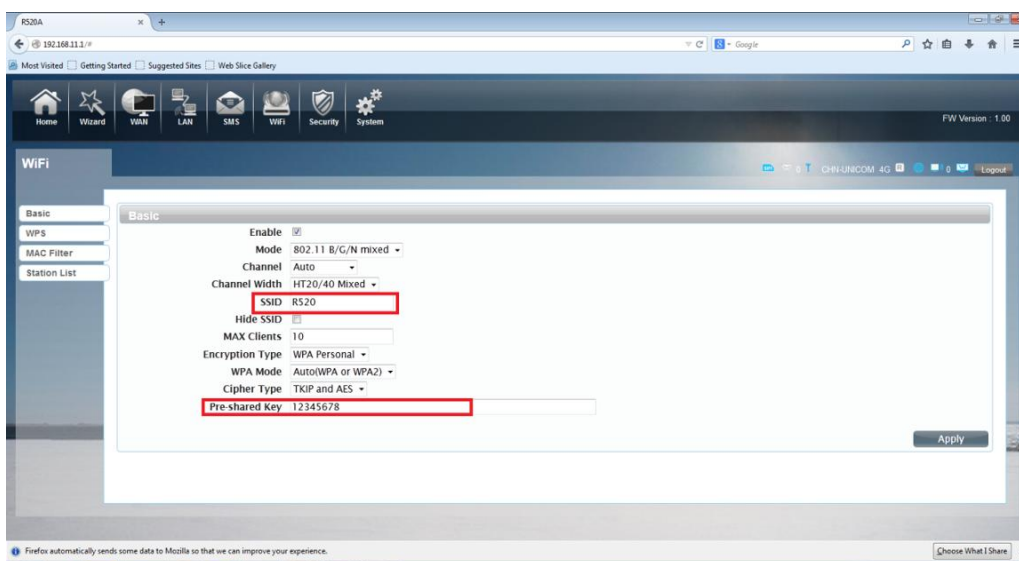 R520A
192.168.11.1/#
Google
Most Visited Getting Started Suggested Sites Web Slice Gallery
Home Wizard WAN LAN SMS WiFi Security System
FW Version : 1.00
WiFi
0 CHN-UNICOM 4G 0 Logout
Basic
WPS
MAC Filter
Station List
Basic
Enable
Mode 802.11 B/G/N mixed
Channel Auto
Channel Width HT20/40 Mixed
SSID R520
Hide SSID
MAX Clients 10
Encryption Type WPA Personal
WPA Mode Auto(WPA or WPA2)
Cipher Type TKIP and AES
Pre-shared Key 12345678
Apply
Firefox automatically sends some data to Mozilla so that we can improve your experience.
Choose What I Share